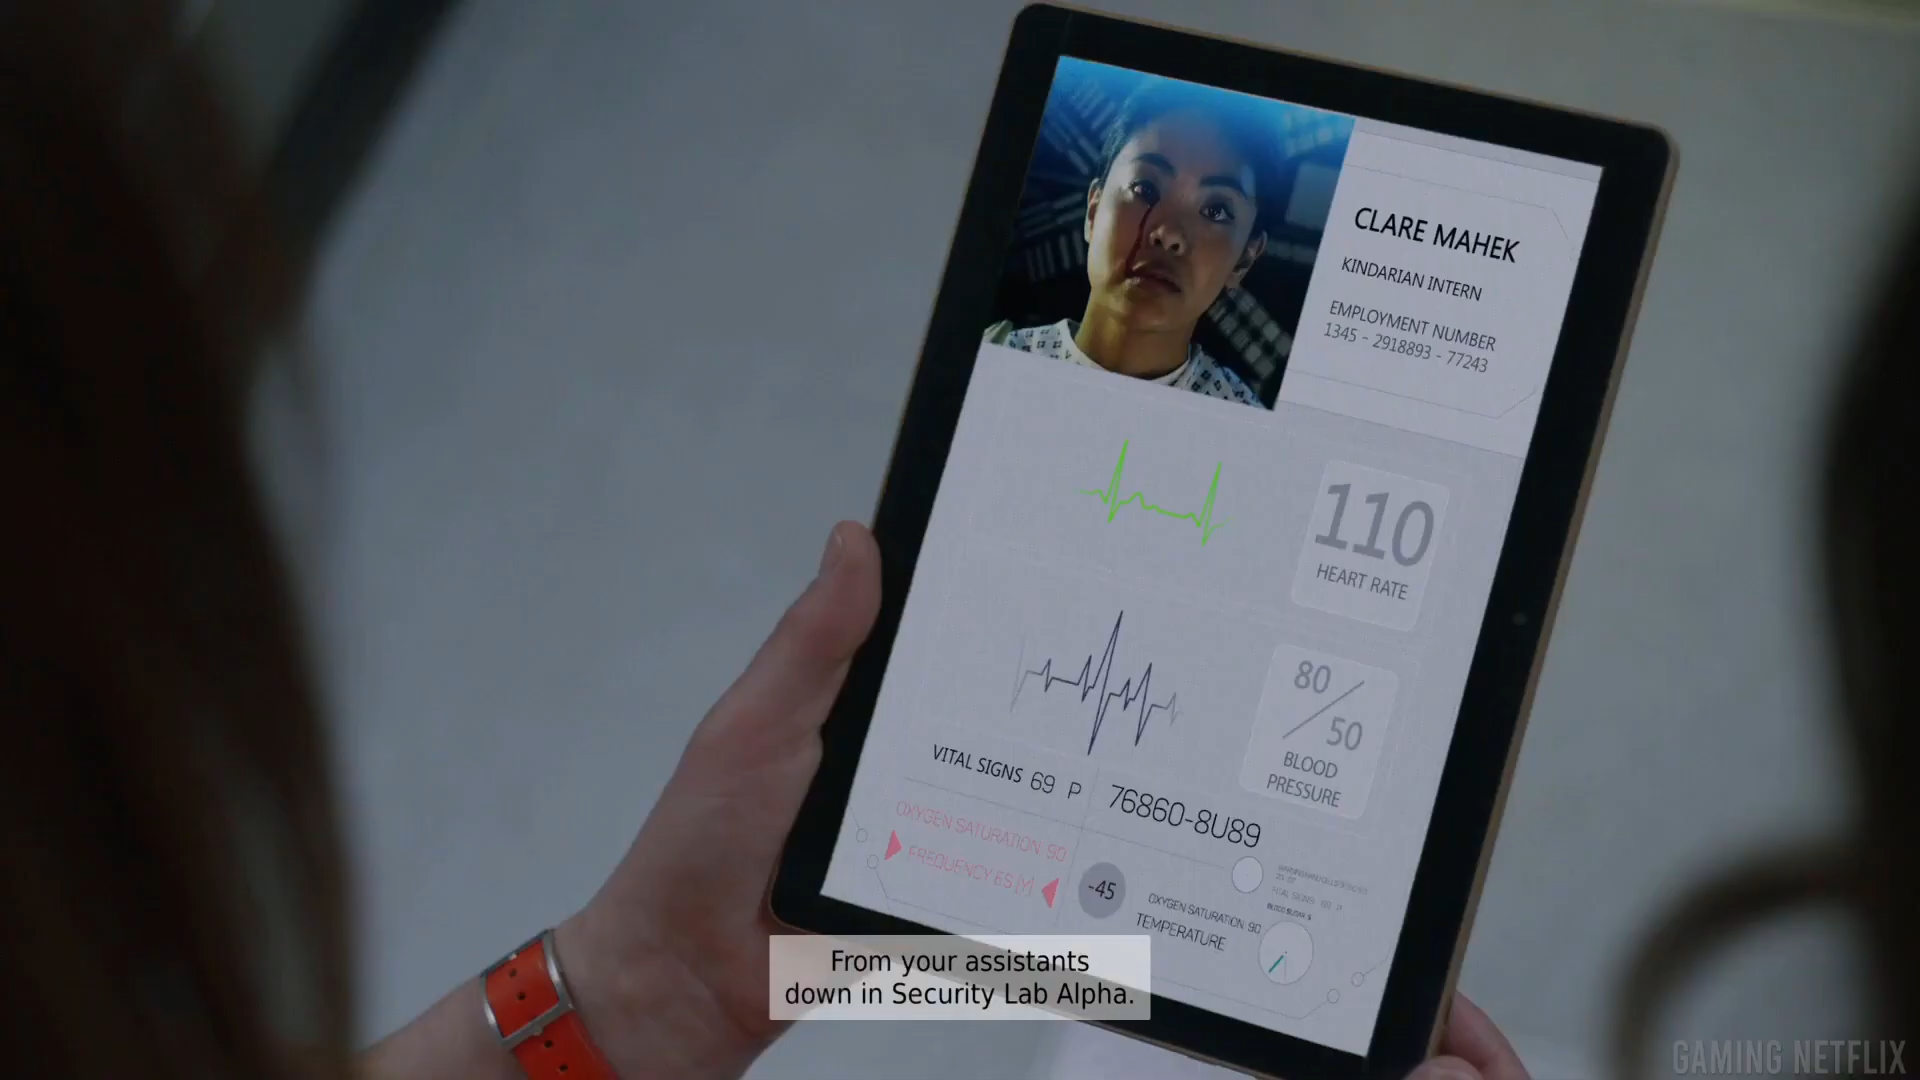 CLARE MAHEK
KINDARIAN INTERN
EMPLOYMENT NUMBER
1345 - 2918893 - 77243
110
HEART RATE
80
50
BLOOD
PRESSURE
VITAL SIGNS 69 P
76860-8U89
OXYGEN SATURATION 90
FREQUENCY 6S [Y]
-45
OXYGEN SATURATION 90
TEMPERATURE
From your assistants
down in Security Lab Alpha.
GAMING NETFLIX